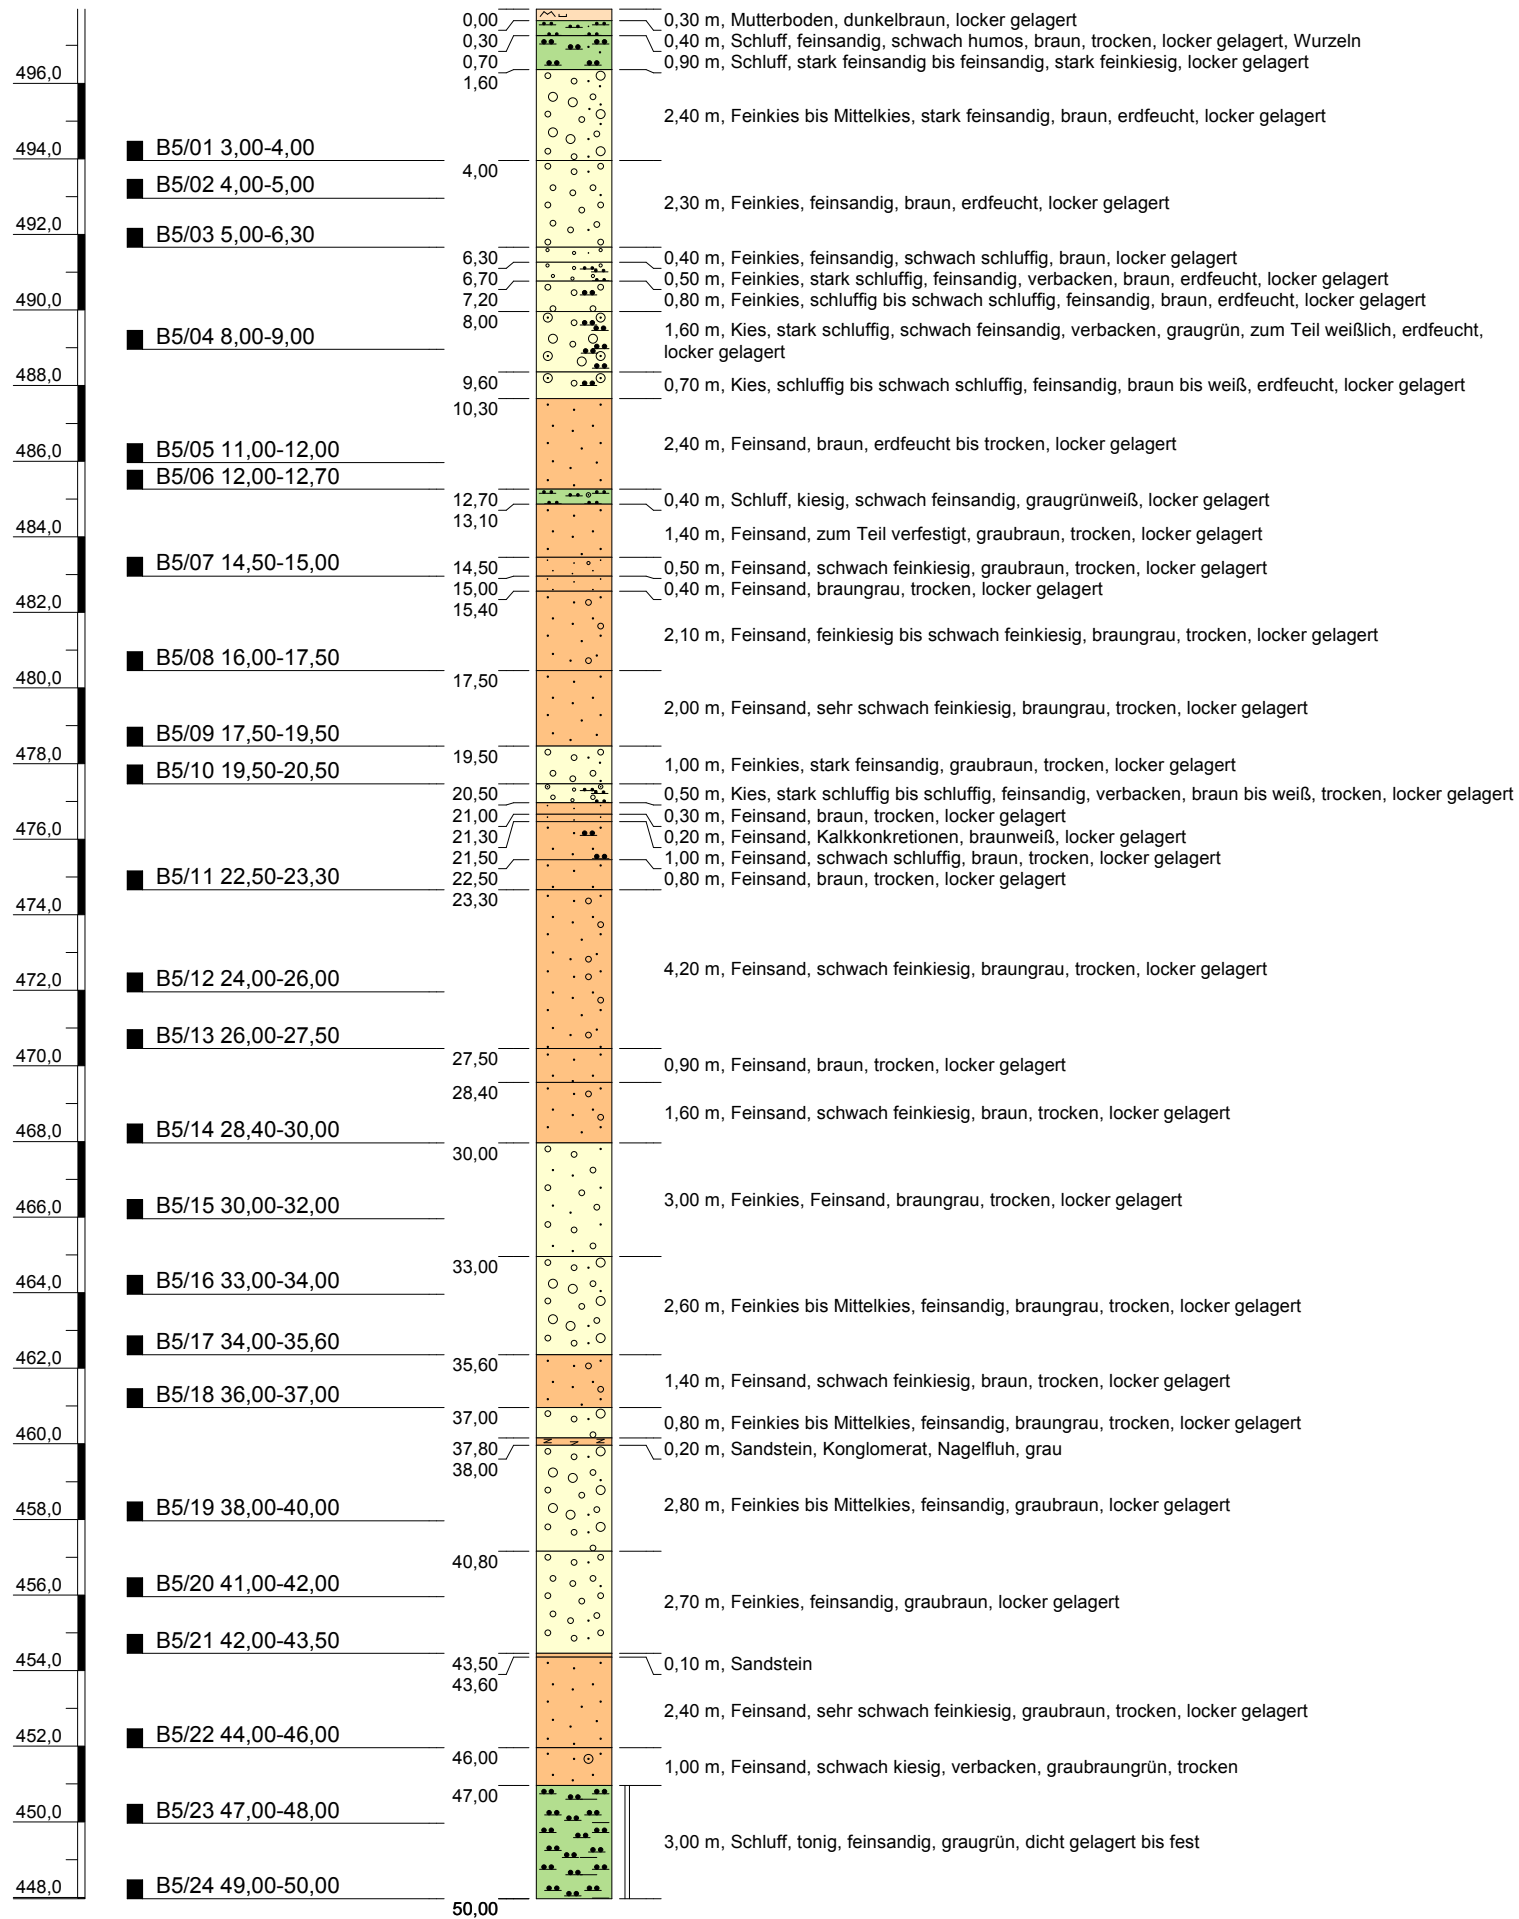 0,00
0,30 m, Mutterboden, dunkelbraun, locker gelagert
0,30
0,40 m, Schluff, feinsandig, schwach humos, braun, trocken, locker gelagert, Wurzeln
0,70
0,90 m, Schluff, stark feinsandig bis feinsandig, stark feinkiesig, locker gelagert
496,0
1,60
2,40 m, Feinkies bis Mittelkies, stark feinsandig, braun, erdfeucht, locker gelagert
494,0
B5/01 3,00-4,00
4,00
B5/02 4,00-5,00
2,30 m, Feinkies, feinsandig, braun, erdfeucht, locker gelagert
492,0
B5/03 5,00-6,30
6,30
0,40 m, Feinkies, feinsandig, schwach schluffig, braun, locker gelagert
6,70
0,50 m, Feinkies, stark schluffig, feinsandig, verbacken, braun, erdfeucht, locker gelagert
490,0
7,20
0,80 m, Feinkies, schluffig bis schwach schluffig, feinsandig, braun, erdfeucht, locker gelagert
8,00
B5/04 8,00-9,00
1,60 m, Kies, stark schluffig, schwach feinsandig, verbacken, graugrün, zum Teil weißlich, erdfeucht,
locker gelagert
488,0
9,60
0,70 m, Kies, schluffig bis schwach schluffig, feinsandig, braun bis weiß, erdfeucht, locker gelagert
10,30
486,0
B5/05 11,00-12,00
2,40 m, Feinsand, braun, erdfeucht bis trocken, locker gelagert
B5/06 12,00-12,70
12,70
0,40 m, Schluff, kiesig, schwach feinsandig, graugrünweiß, locker gelagert
484,0
13,10
1,40 m, Feinsand, zum Teil verfestigt, graubraun, trocken, locker gelagert
B5/07 14,50-15,00
14,50
0,50 m, Feinsand, schwach feinkiesig, graubraun, trocken, locker gelagert
15,00
0,40 m, Feinsand, braungrau, trocken, locker gelagert
482,0
15,40
2,10 m, Feinsand, feinkiesig bis schwach feinkiesig, braungrau, trocken, locker gelagert
B5/08 16,00-17,50
480,0
17,50
2,00 m, Feinsand, sehr schwach feinkiesig, braungrau, trocken, locker gelagert
B5/09 17,50-19,50
478,0
19,50
B5/10 19,50-20,50
1,00 m, Feinkies, stark feinsandig, graubraun, trocken, locker gelagert
20,50
0,50 m, Kies, stark schluffig bis schluffig, feinsandig, verbacken, braun bis weiß, trocken, locker gelagert
476,0
21,00
0,30 m, Feinsand, braun, trocken, locker gelagert
21,30
0,20 m, Feinsand, Kalkkonkretionen, braunweiß, locker gelagert
21,50
1,00 m, Feinsand, schwach schluffig, braun, trocken, locker gelagert
B5/11 22,50-23,30
22,50
0,80 m, Feinsand, braun, trocken, locker gelagert
23,30
474,0
4,20 m, Feinsand, schwach feinkiesig, braungrau, trocken, locker gelagert
472,0
B5/12 24,00-26,00
B5/13 26,00-27,50
470,0
27,50
0,90 m, Feinsand, braun, trocken, locker gelagert
28,40
1,60 m, Feinsand, schwach feinkiesig, braun, trocken, locker gelagert
468,0
B5/14 28,40-30,00
30,00
3,00 m, Feinkies, Feinsand, braungrau, trocken, locker gelagert
466,0
B5/15 30,00-32,00
33,00
464,0
B5/16 33,00-34,00
2,60 m, Feinkies bis Mittelkies, feinsandig, braungrau, trocken, locker gelagert
B5/17 34,00-35,60
462,0
35,60
1,40 m, Feinsand, schwach feinkiesig, braun, trocken, locker gelagert
B5/18 36,00-37,00
37,00
0,80 m, Feinkies bis Mittelkies, feinsandig, braungrau, trocken, locker gelagert
460,0
37,80
0,20 m, Sandstein, Konglomerat, Nagelfluh, grau
38,00
2,80 m, Feinkies bis Mittelkies, feinsandig, graubraun, locker gelagert
458,0
B5/19 38,00-40,00
40,80
456,0
B5/20 41,00-42,00
2,70 m, Feinkies, feinsandig, graubraun, locker gelagert
B5/21 42,00-43,50
454,0
43,50
0,10 m, Sandstein
43,60
2,40 m, Feinsand, sehr schwach feinkiesig, graubraun, trocken, locker gelagert
452,0
B5/22 44,00-46,00
46,00
1,00 m, Feinsand, schwach kiesig, verbacken, graubraungrün, trocken
47,00
450,0
B5/23 47,00-48,00
3,00 m, Schluff, tonig, feinsandig, graugrün, dicht gelagert bis fest
448,0
B5/24 49,00-50,00
50,00